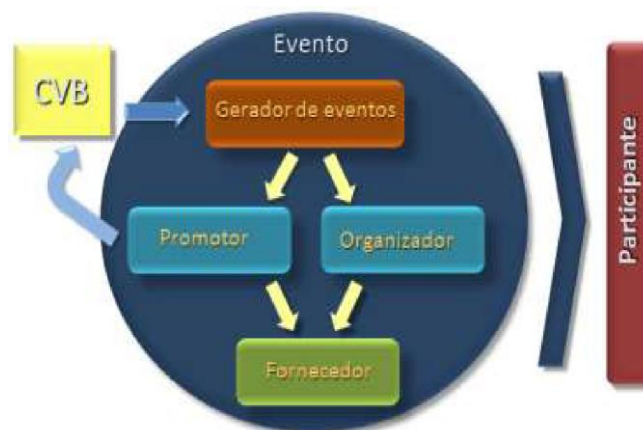 Evento
CVB
Gerador de eventos
Promotor
Organizador
Fornecedor
Participante